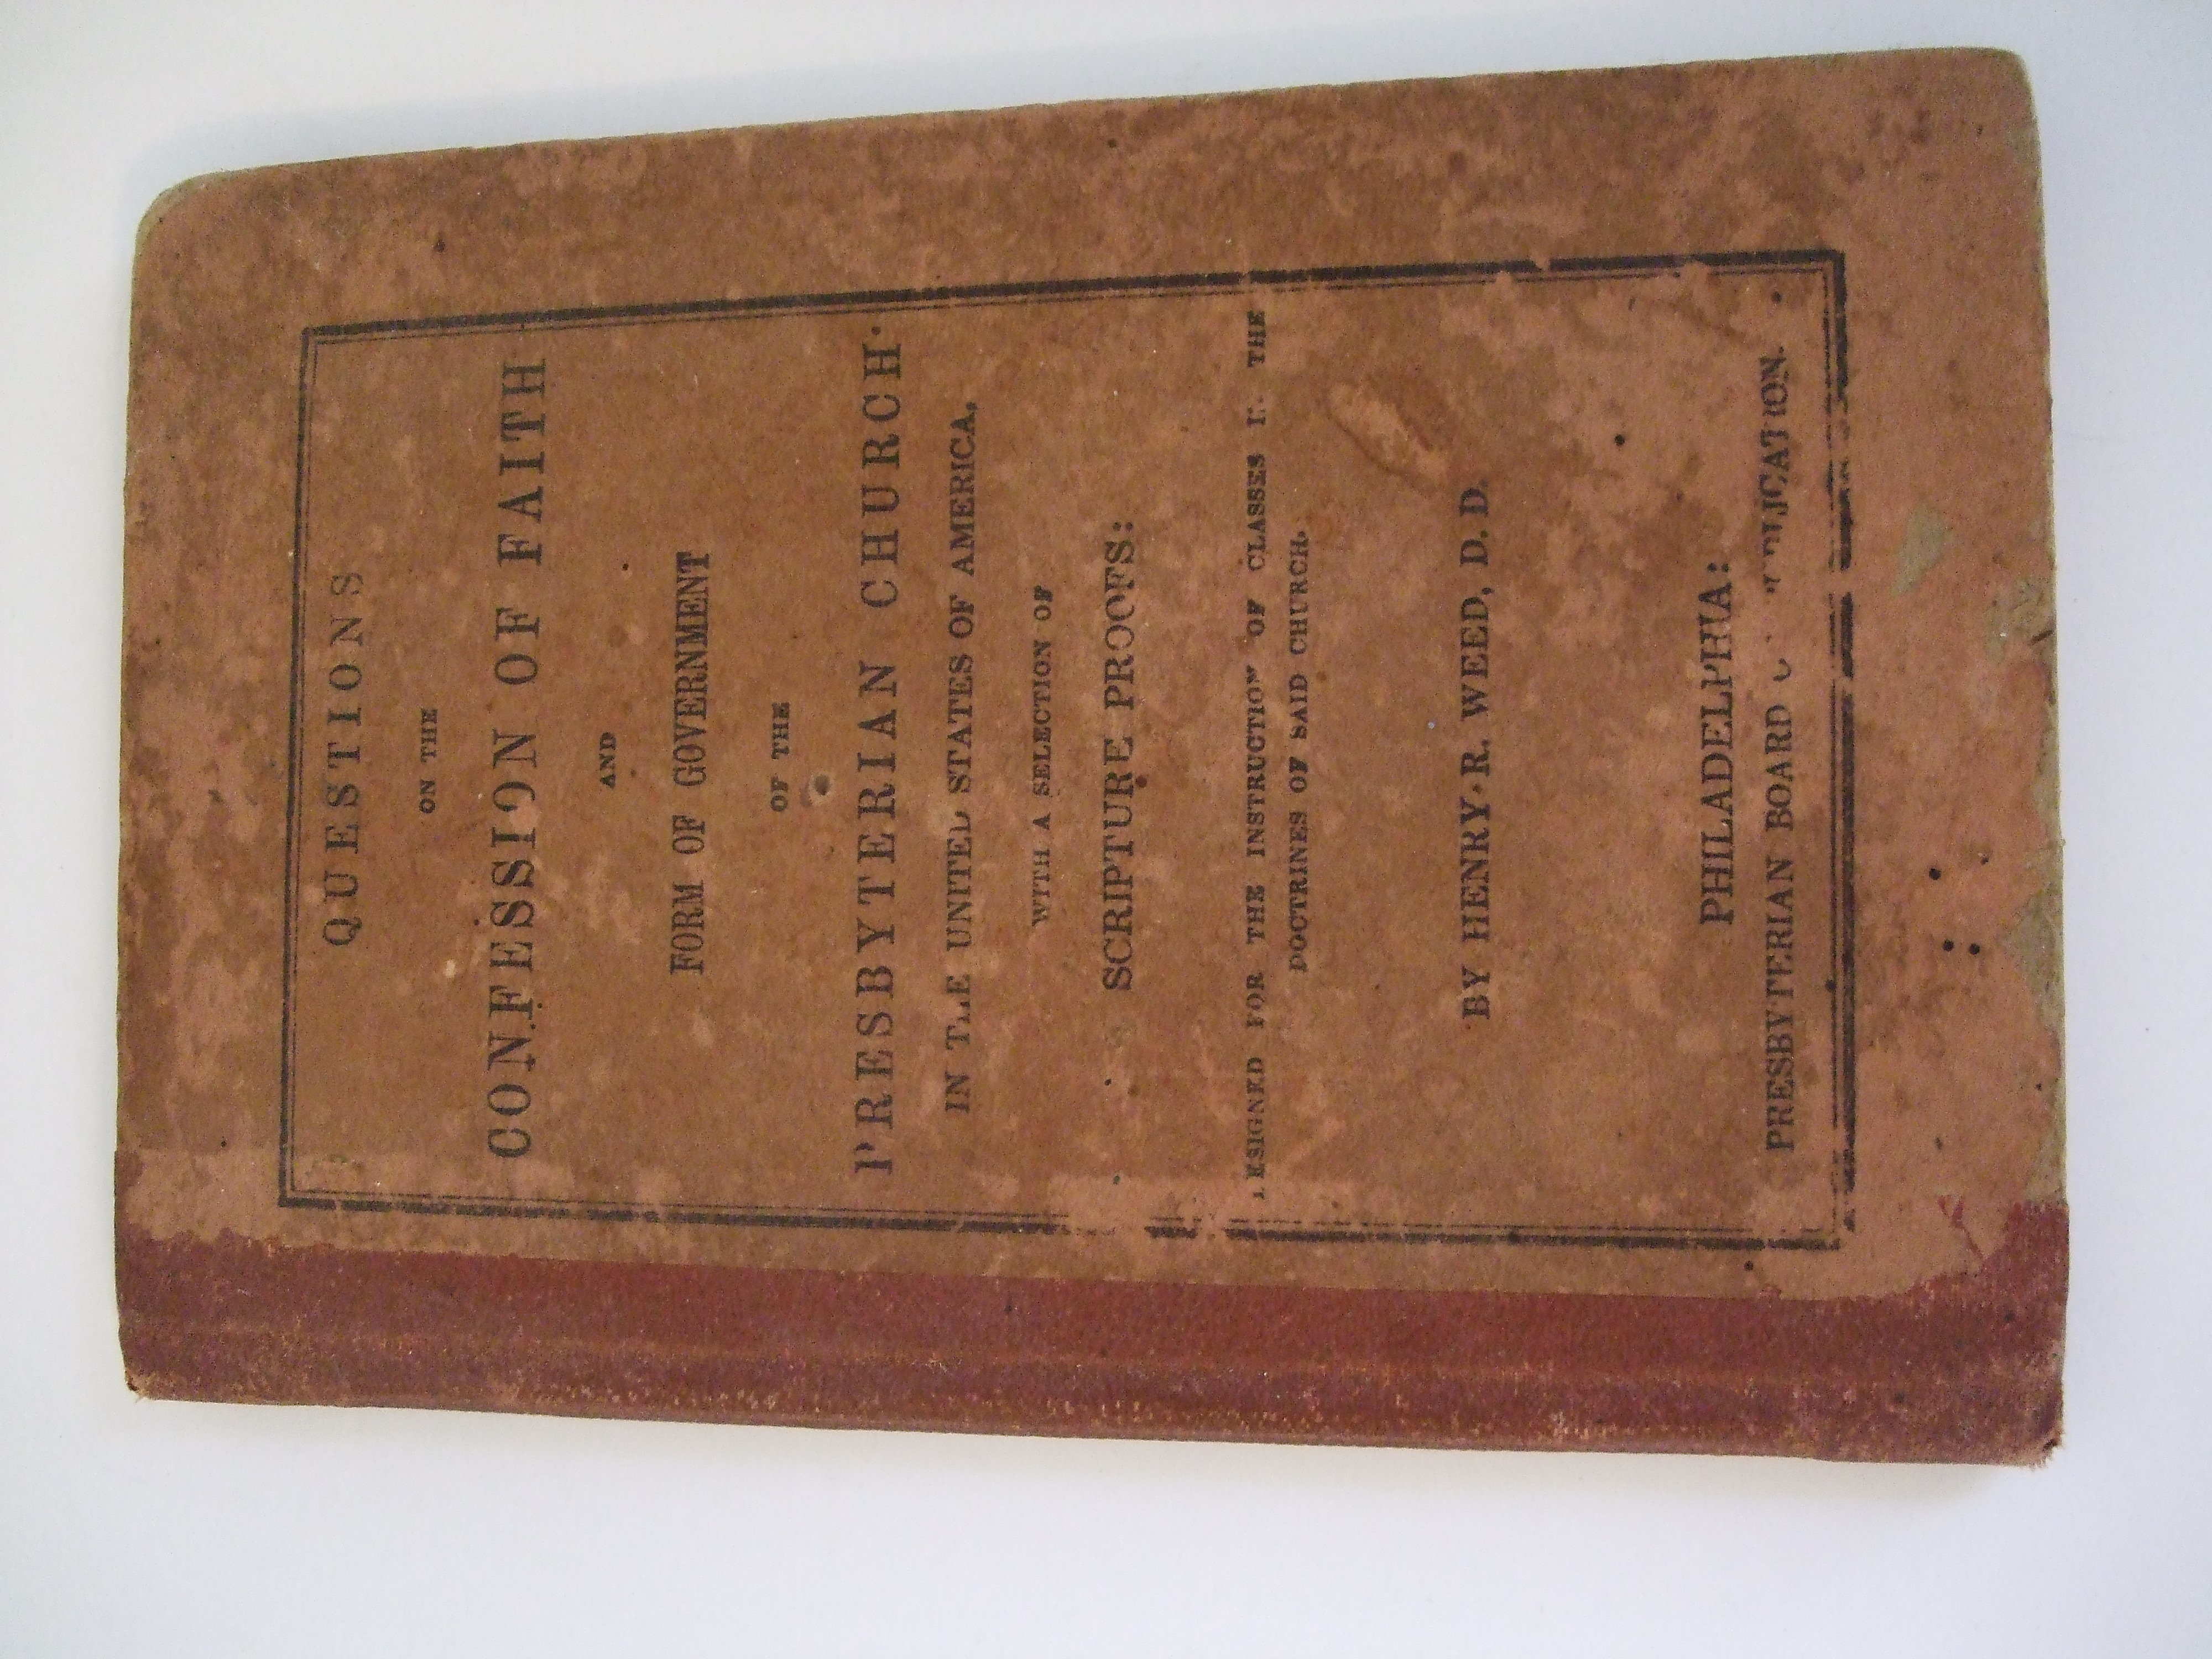 QUESTIONS
ON THE
CONFESSION OF FAITH
AND
FORM OF GOVERNMENT
OF THE
PRESBYTERIAN CHURCH
IN THE UNITED STATES OF AMERICA,
WITH A SELECTION OF
SCRIPTURE PROOFS:
DESIGNED FOR THE INSTRUCTION OF CLASSES IN THE
DOCTRINES OF SAID CHURCH.
BY HENRY R. WEED, D. D.
PHILADELPHIA:
PRESBYTERIAN BOARD OF PUBLICATION.